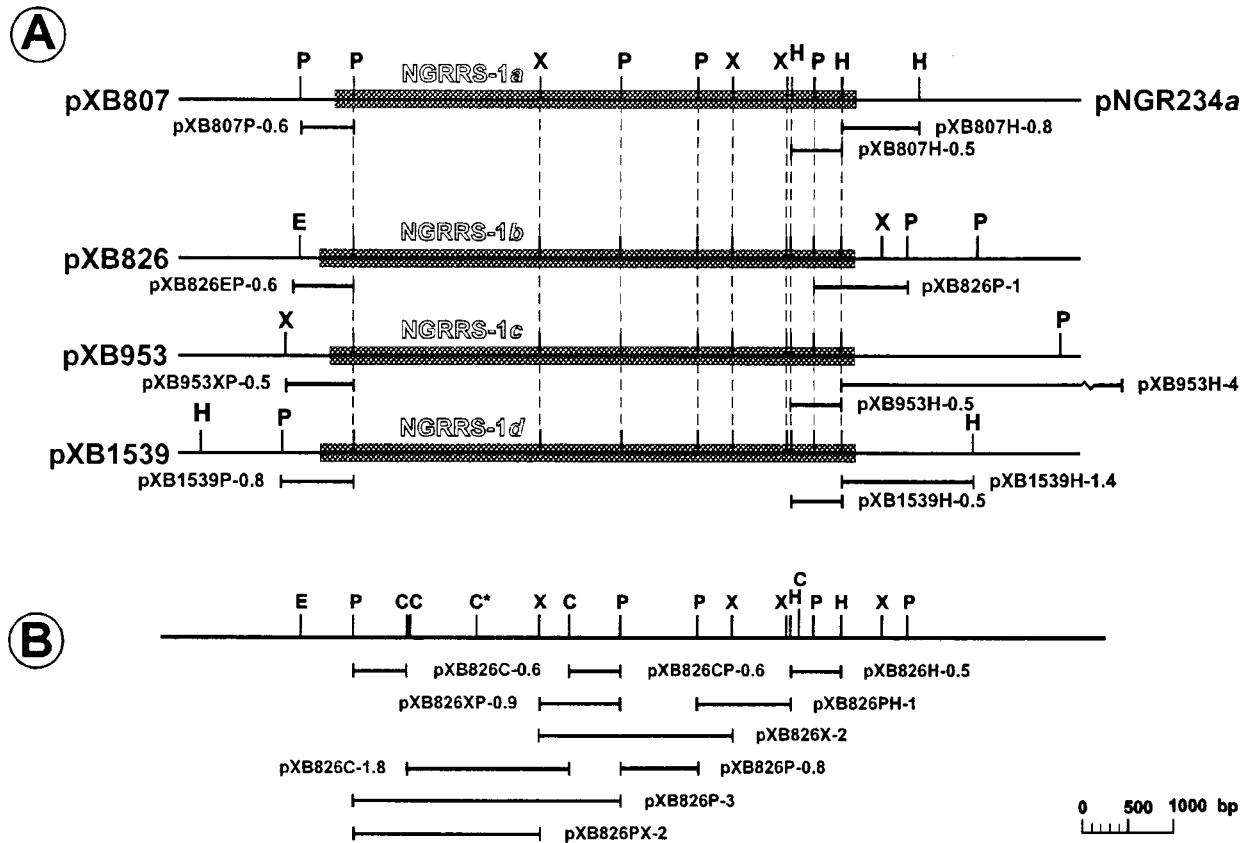 A
P P X P P X X H P H H
NGRRS-1a
pXB807 pNGR234a
pXB807P-0.6 pXB807H-0.8
pXB807H-0.5
E X P P
NGRRS-1b
pXB826
pXB826EP-0.6 pXB826P-1
X P
NGRRS-1c
pXB953
pXB953XP-0.5 pXB953H-4
pXB953H-0.5
H P H
NGRRS-1d
pXB1539
pXB1539P-0.8 pXB1539H-1.4
pXB1539H-0.5
B
E P CC C* X C P P X X H C P H X P
pXB826C-0.6 pXB826CP-0.6 pXB826H-0.5
pXB826XP-0.9 pXB826PH-1
pXB826X-2
pXB826C-1.8 pXB826P-0.8
pXB826P-3
pXB826PX-2
0 500 1000 bp